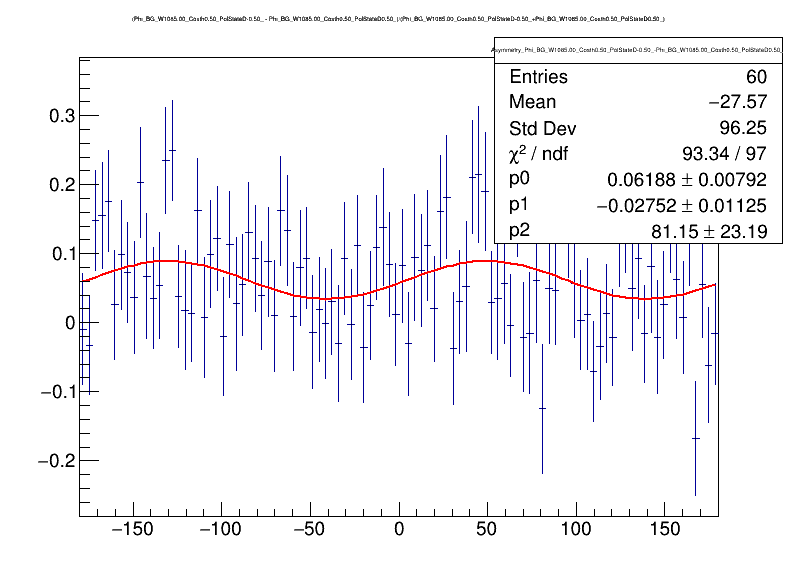 (Phi_BG_W1085.00_Costh0.50_PolStateD-0.50_- Phi_BG_W1085.00_Costh0.50_PolStateD0.50_)/(Phi_BG_W1085.00_Costh0.50_PolStateD-0.50_+Phi_BG_W1085.00_Costh0.50_PolStateD0.50_)
Asymmetry_Phi_BG_W1085.00_Costh0.50_PolStateD-0.50_-Phi_BG_W1085.00_Costh0.50_PolStateD0.50_
Entries 60
Mean −27.57
Std Dev 96.25
χ² / ndf 93.34 / 97
p0 0.06188 ± 0.00792
p1 −0.02752 ± 0.01125
p2 81.15 ± 23.19
0.3
0.2
0.1
0
−0.1
−0.2
−150 −100 −50 0 50 100 150